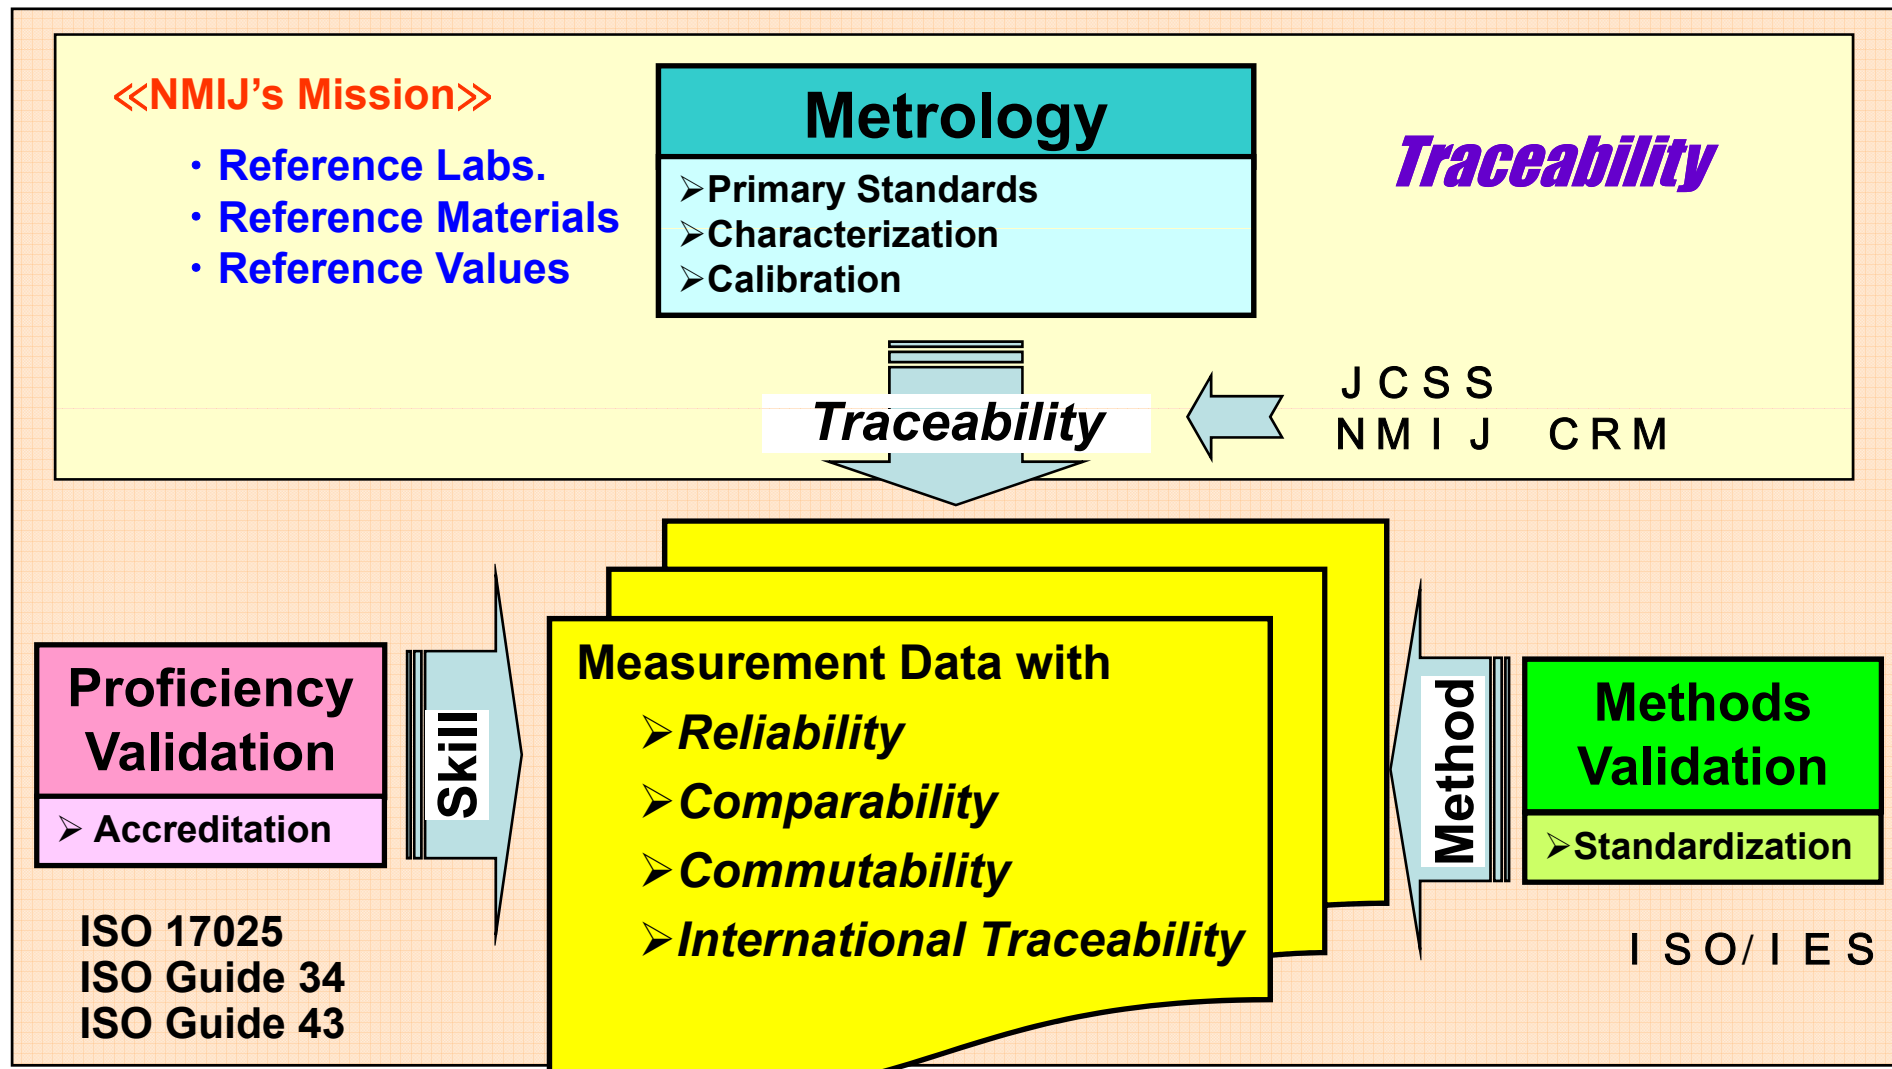 ≪NMIJ’s Mission≫
・Reference Labs.
・Reference Materials
・Reference Values
Metrology
➢Primary Standards
➢Characterization
➢Calibration
Traceability
Traceability
ＪＣＳＳ
ＮＭＩＪ　ＣＲＭ
Proficiency
Validation
➢ Accreditation
Skill
ISO 17025
ISO Guide 34
ISO Guide 43
Measurement Data with
➢Reliability
➢Comparability
➢Commutability
➢International Traceability
Method
Methods
Validation
➢Standardization
ＩＳＯ/ＩＥＳ